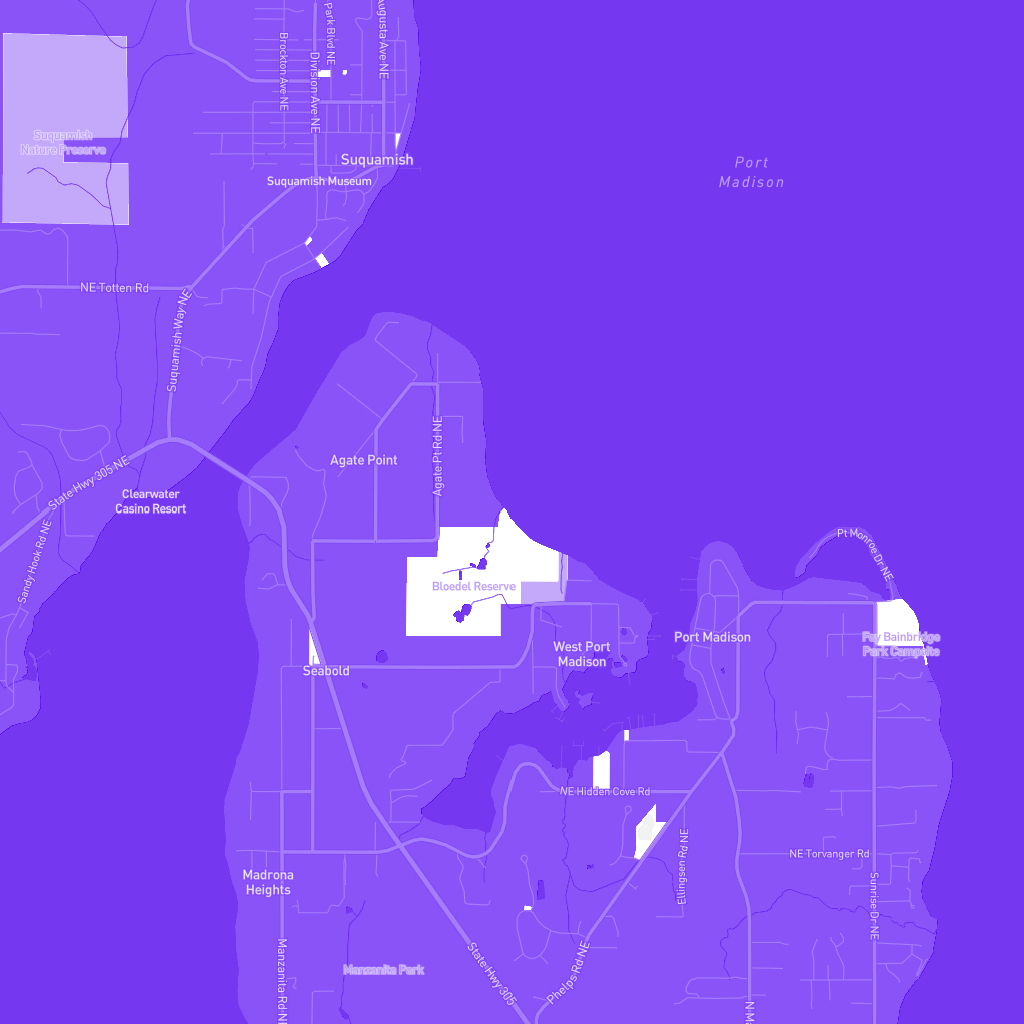 Park Blvd NE
Augusta Ave NE
Brockton Ave NE
Division Ave NE
Suquamish
Nature Preserve
Suquamish
Port
Madison
Suquamish Museum
NE Totten Rd
Suquamish Way NE
Agate Pt Rd NE
Agate Point
State Hwy 305 NE
Clearwater
Casino Resort
Sandy Hook Rd NE
Pt Monroe Dr NE
Bloedel Reserve
Port Madison
Fay Bainbridge
Park Campsite
West Port
Madison
Seabold
NE Hidden Cove Rd
NE Torvanger Rd
Ellingsen Rd NE
Madrona
Heights
Sunrise Dr NE
Manzanita Rd NE
Manzanita Park
State Hwy 305
Phelps Rd NE
N Ma